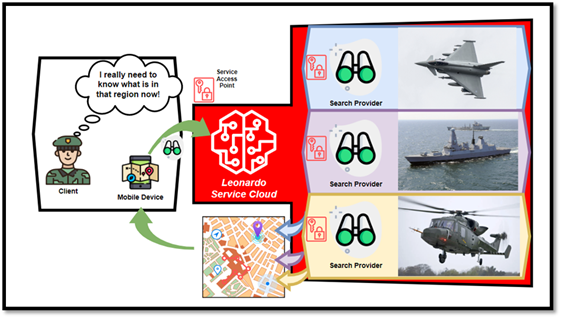 I really need to
know what is in
that region now!
Client
Mobile Device
Service
Access
Point
Leonardo
Service Cloud
Search Provider
Search Provider
Search Provider